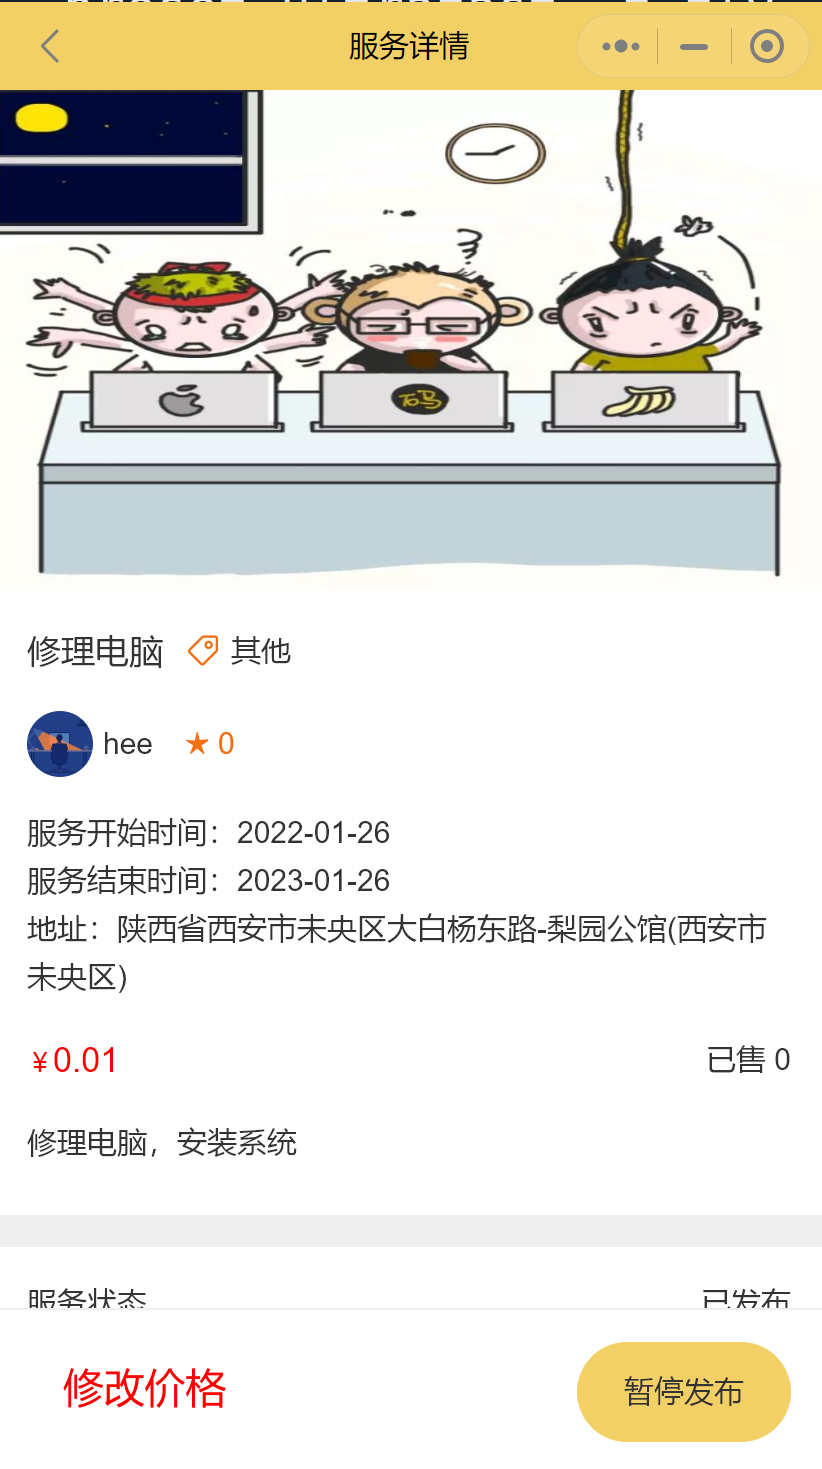 服务详情
码
修理电脑 其他
hee ★ 0
服务开始时间：2022-01-26
服务结束时间：2023-01-26
地址：陕西省西安市未央区大白杨东路-梨园公馆(西安市
未央区)
¥0.01 已售 0
修理电脑，安装系统
服务状态 已发布
修改价格 暂停发布